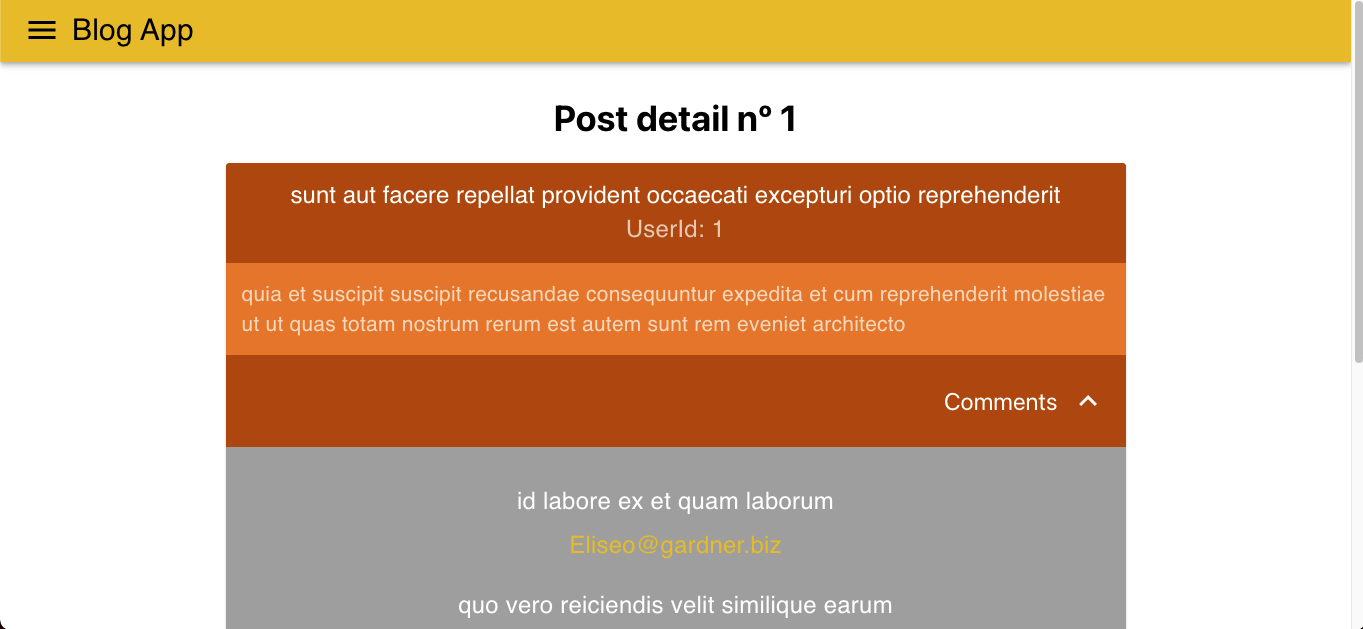 Blog App
Post detail n° 1
sunt aut facere repellat provident occaecati excepturi optio reprehenderit
UserId: 1
quia et suscipit suscipit recusandae consequuntur expedita et cum reprehenderit molestiae
ut ut quas totam nostrum rerum est autem sunt rem eveniet architecto
Comments
id labore ex et quam laborum
Eliseo@gardner.biz
quo vero reiciendis velit similique earum